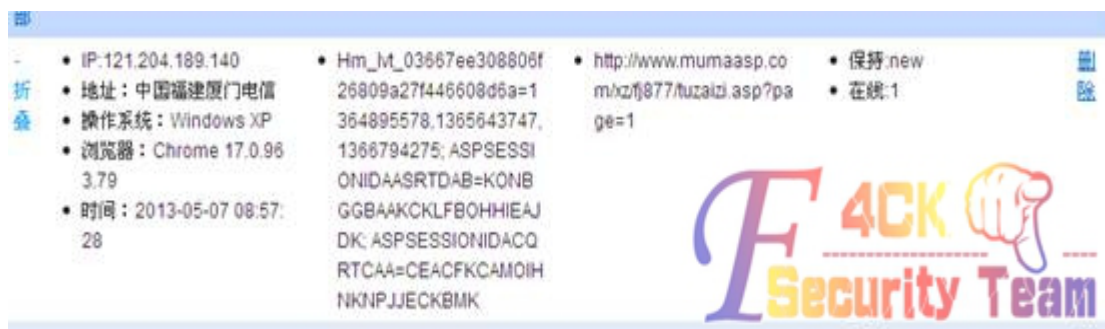 部
-
折
叠
IP:121.204.189.140
地址：中国福建厦门电信
操作系统：Windows XP
浏览器：Chrome 17.0.96
3.79
时间：2013-05-07 08:57:
28
Hm_lvt_03667ee308806f
26809a27f446608d6a=1
364895578,1365643747,
1366794275; ASPSESSI
ONIDAASRTDAB=KONB
GGBAAKCKLFBOHHIEAJ
DK; ASPSESSIONIDACQ
RTCAA=CEACFKCAMOIH
NKNPJJECKBMK
http://www.mumaasp.co
m/xz/fj877/tuzaizi.asp?pa
ge=1
保持:new
在线:1
删
除
F4CK
Security Team